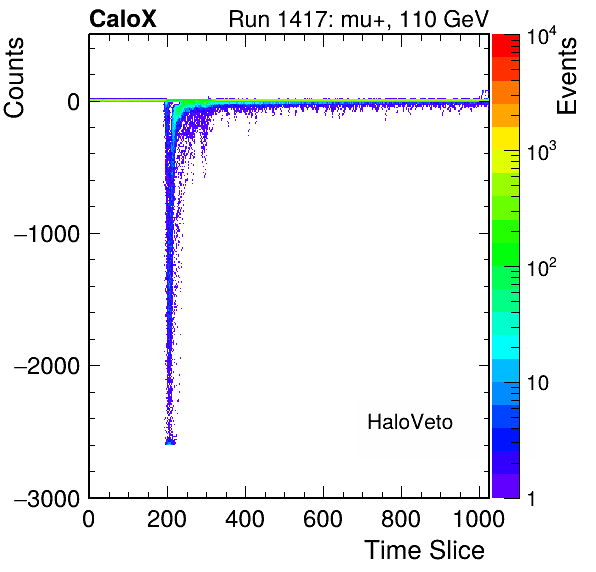 CaloX Run 1417: mu+, 110 GeV
Counts
Events
0
−1000
−2000
−3000
0 200 400 600 800 1000
Time Slice
HaloVeto
10^4
10^3
10^2
10
1